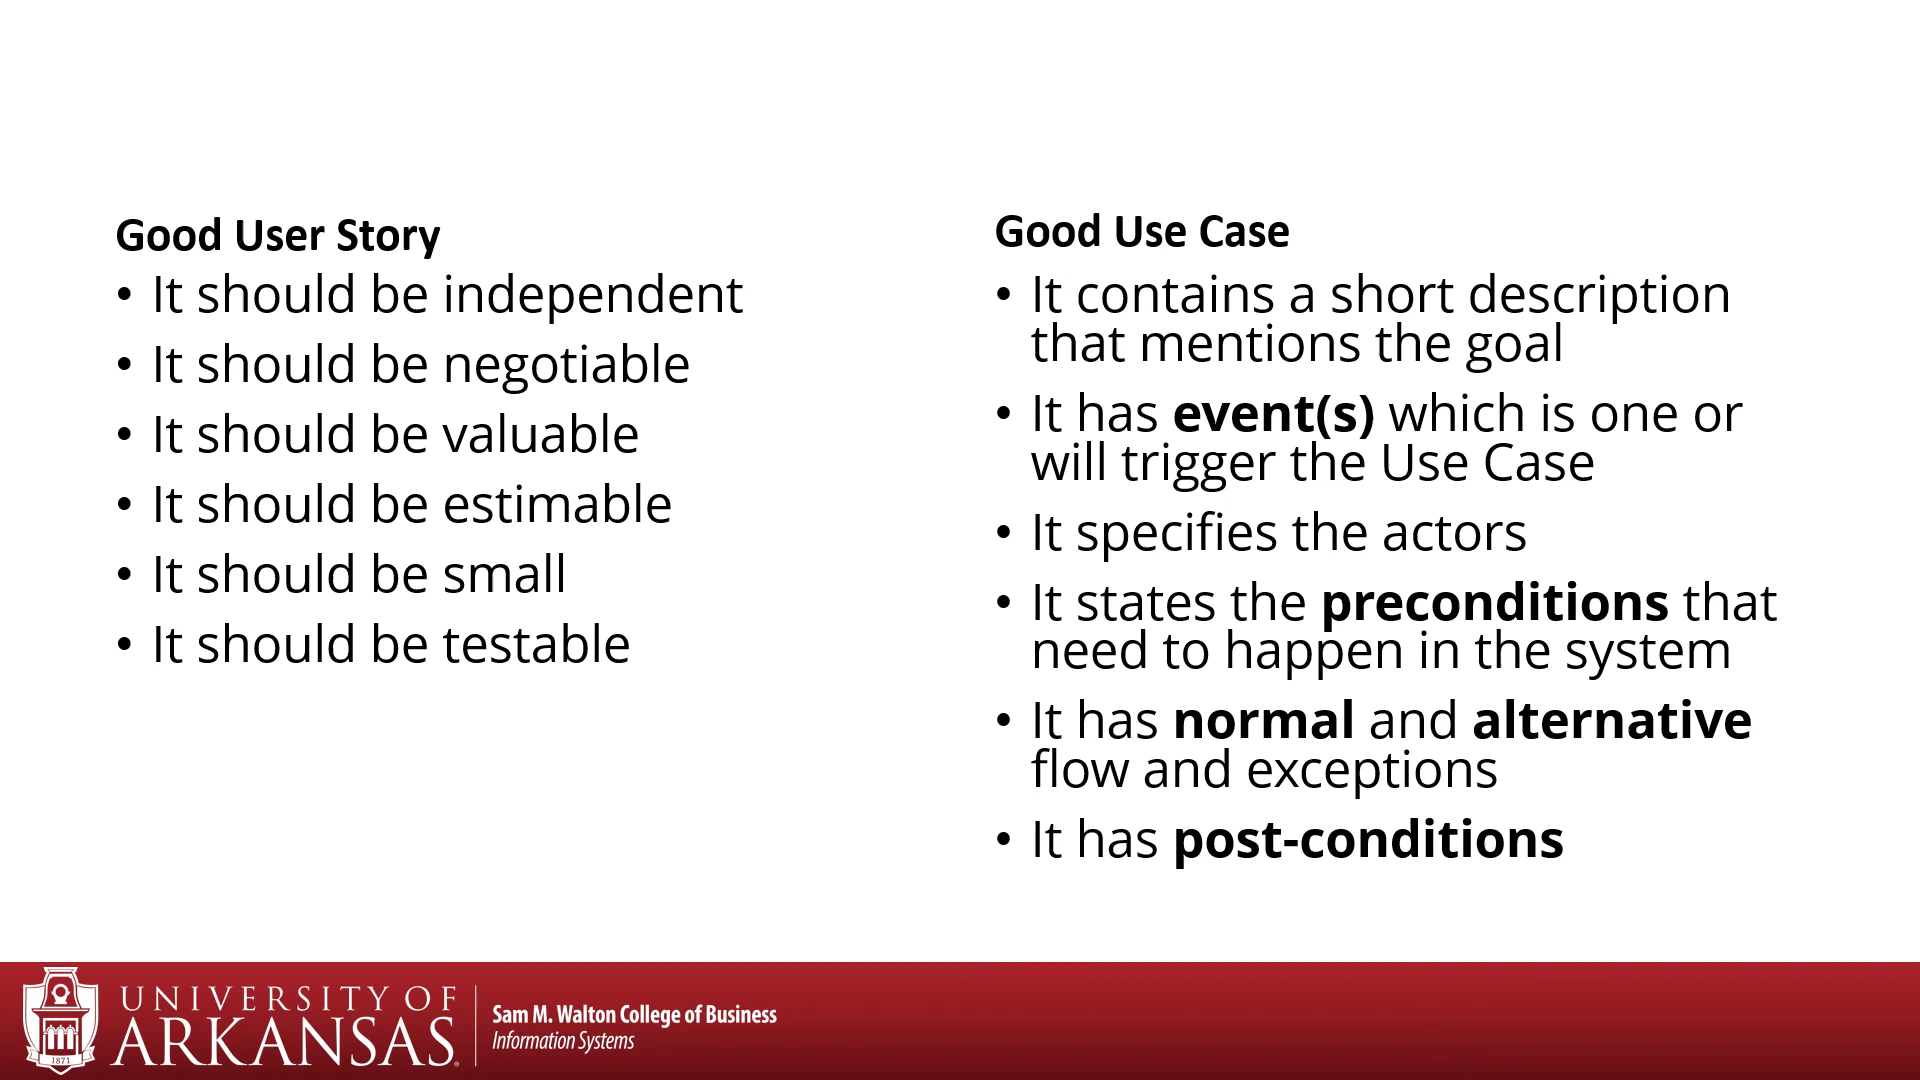 Good User Story
• It should be independent
• It should be negotiable
• It should be valuable
• It should be estimable
• It should be small
• It should be testable
Good Use Case
• It contains a short description
that mentions the goal
• It has event(s) which is one or
will trigger the Use Case
• It specifies the actors
• It states the preconditions that
need to happen in the system
• It has normal and alternative
flow and exceptions
• It has post-conditions
1871
UNIVERSITY OF
ARKANSAS®
Sam M. Walton College of Business
Information Systems